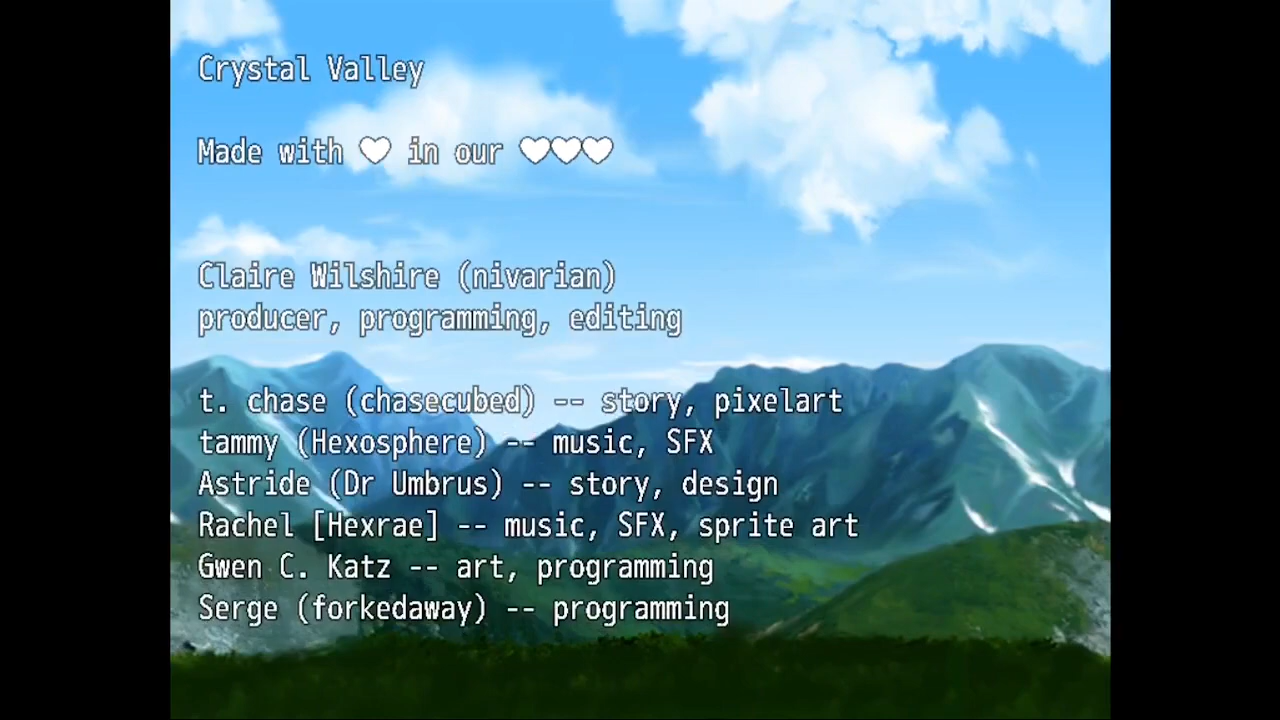 Crystal Valley
Made with ♥ in our ♥♥♥
Claire Wilshire (nivarian)
producer, programming, editing
t. chase (chasecubed) -- story, pixelart
tammy (Hexosphere) -- music, SFX
Astride (Dr Umbrus) -- story, design
Rachel [Hexrae] -- music, SFX, sprite art
Gwen C. Katz -- art, programming
Serge (forkedaway) -- programming